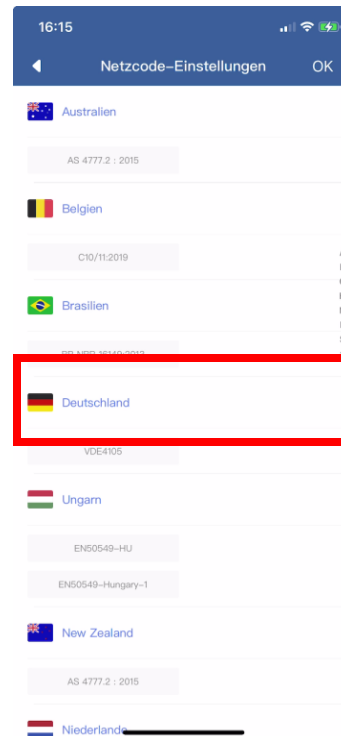 16:15
Netzcode-Einstellungen OK
Australien
AS 4777.2 : 2015
Belgien
C10/11:2019
Brasilien
Deutschland
VDE4105
Ungarn
EN50549-HU
EN50549-Hungary-1
New Zealand
AS 4777.2 : 2015
Niederlande